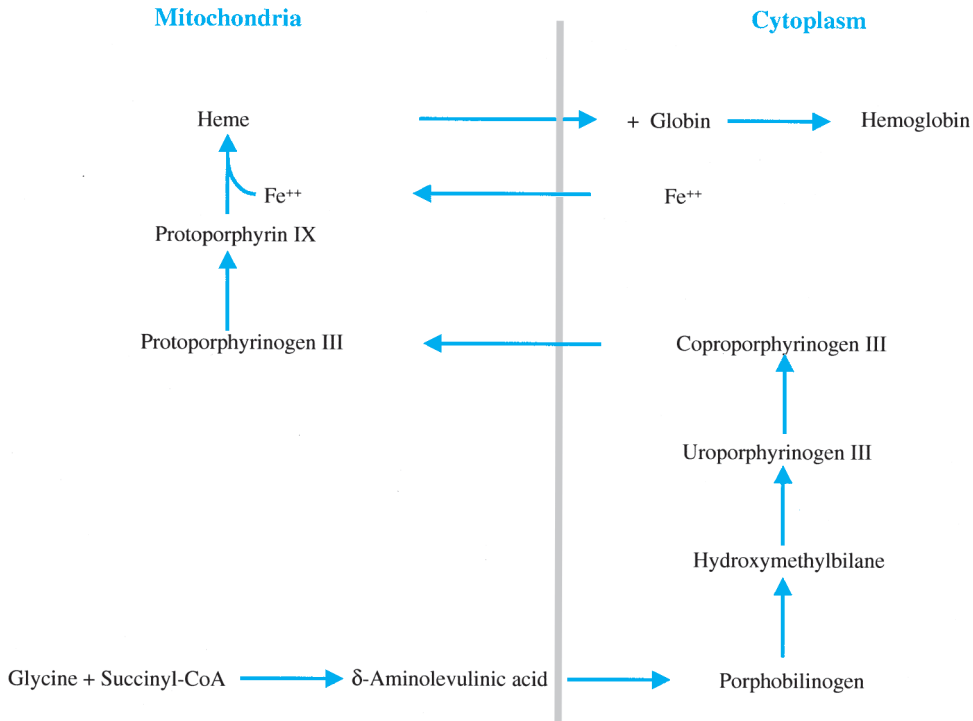 Mitochondria
Cytoplasm
Heme
+ Globin
Hemoglobin
Fe⁺⁺
Fe⁺⁺
Protoporphyrin IX
Protoporphyrinogen III
Coproporphyrinogen III
Uroporphyrinogen III
Hydroxymethylbilane
Glycine + Succinyl-CoA
δ-Aminolevulinic acid
Porphobilinogen